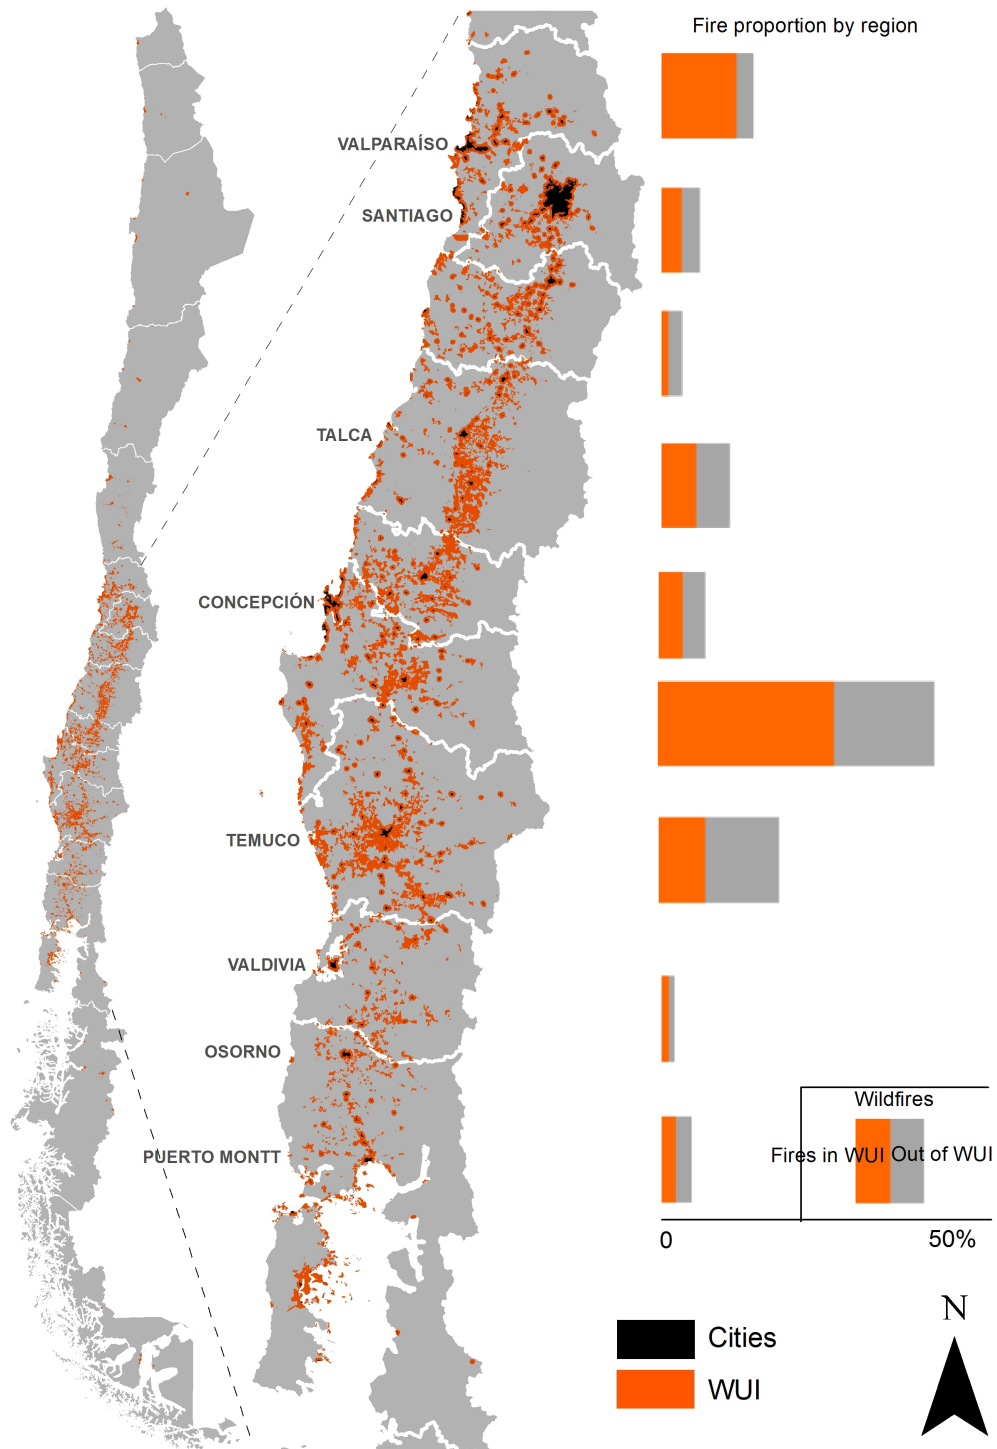 Fire proportion by region
VALPARAÍSO
SANTIAGO
TALCA
CONCEPCIÓN
TEMUCO
VALDIVIA
OSORNO
PUERTO MONTT
Wildfires
Fires in WUI Out of WUI
0 50%
N
Cities
WUI